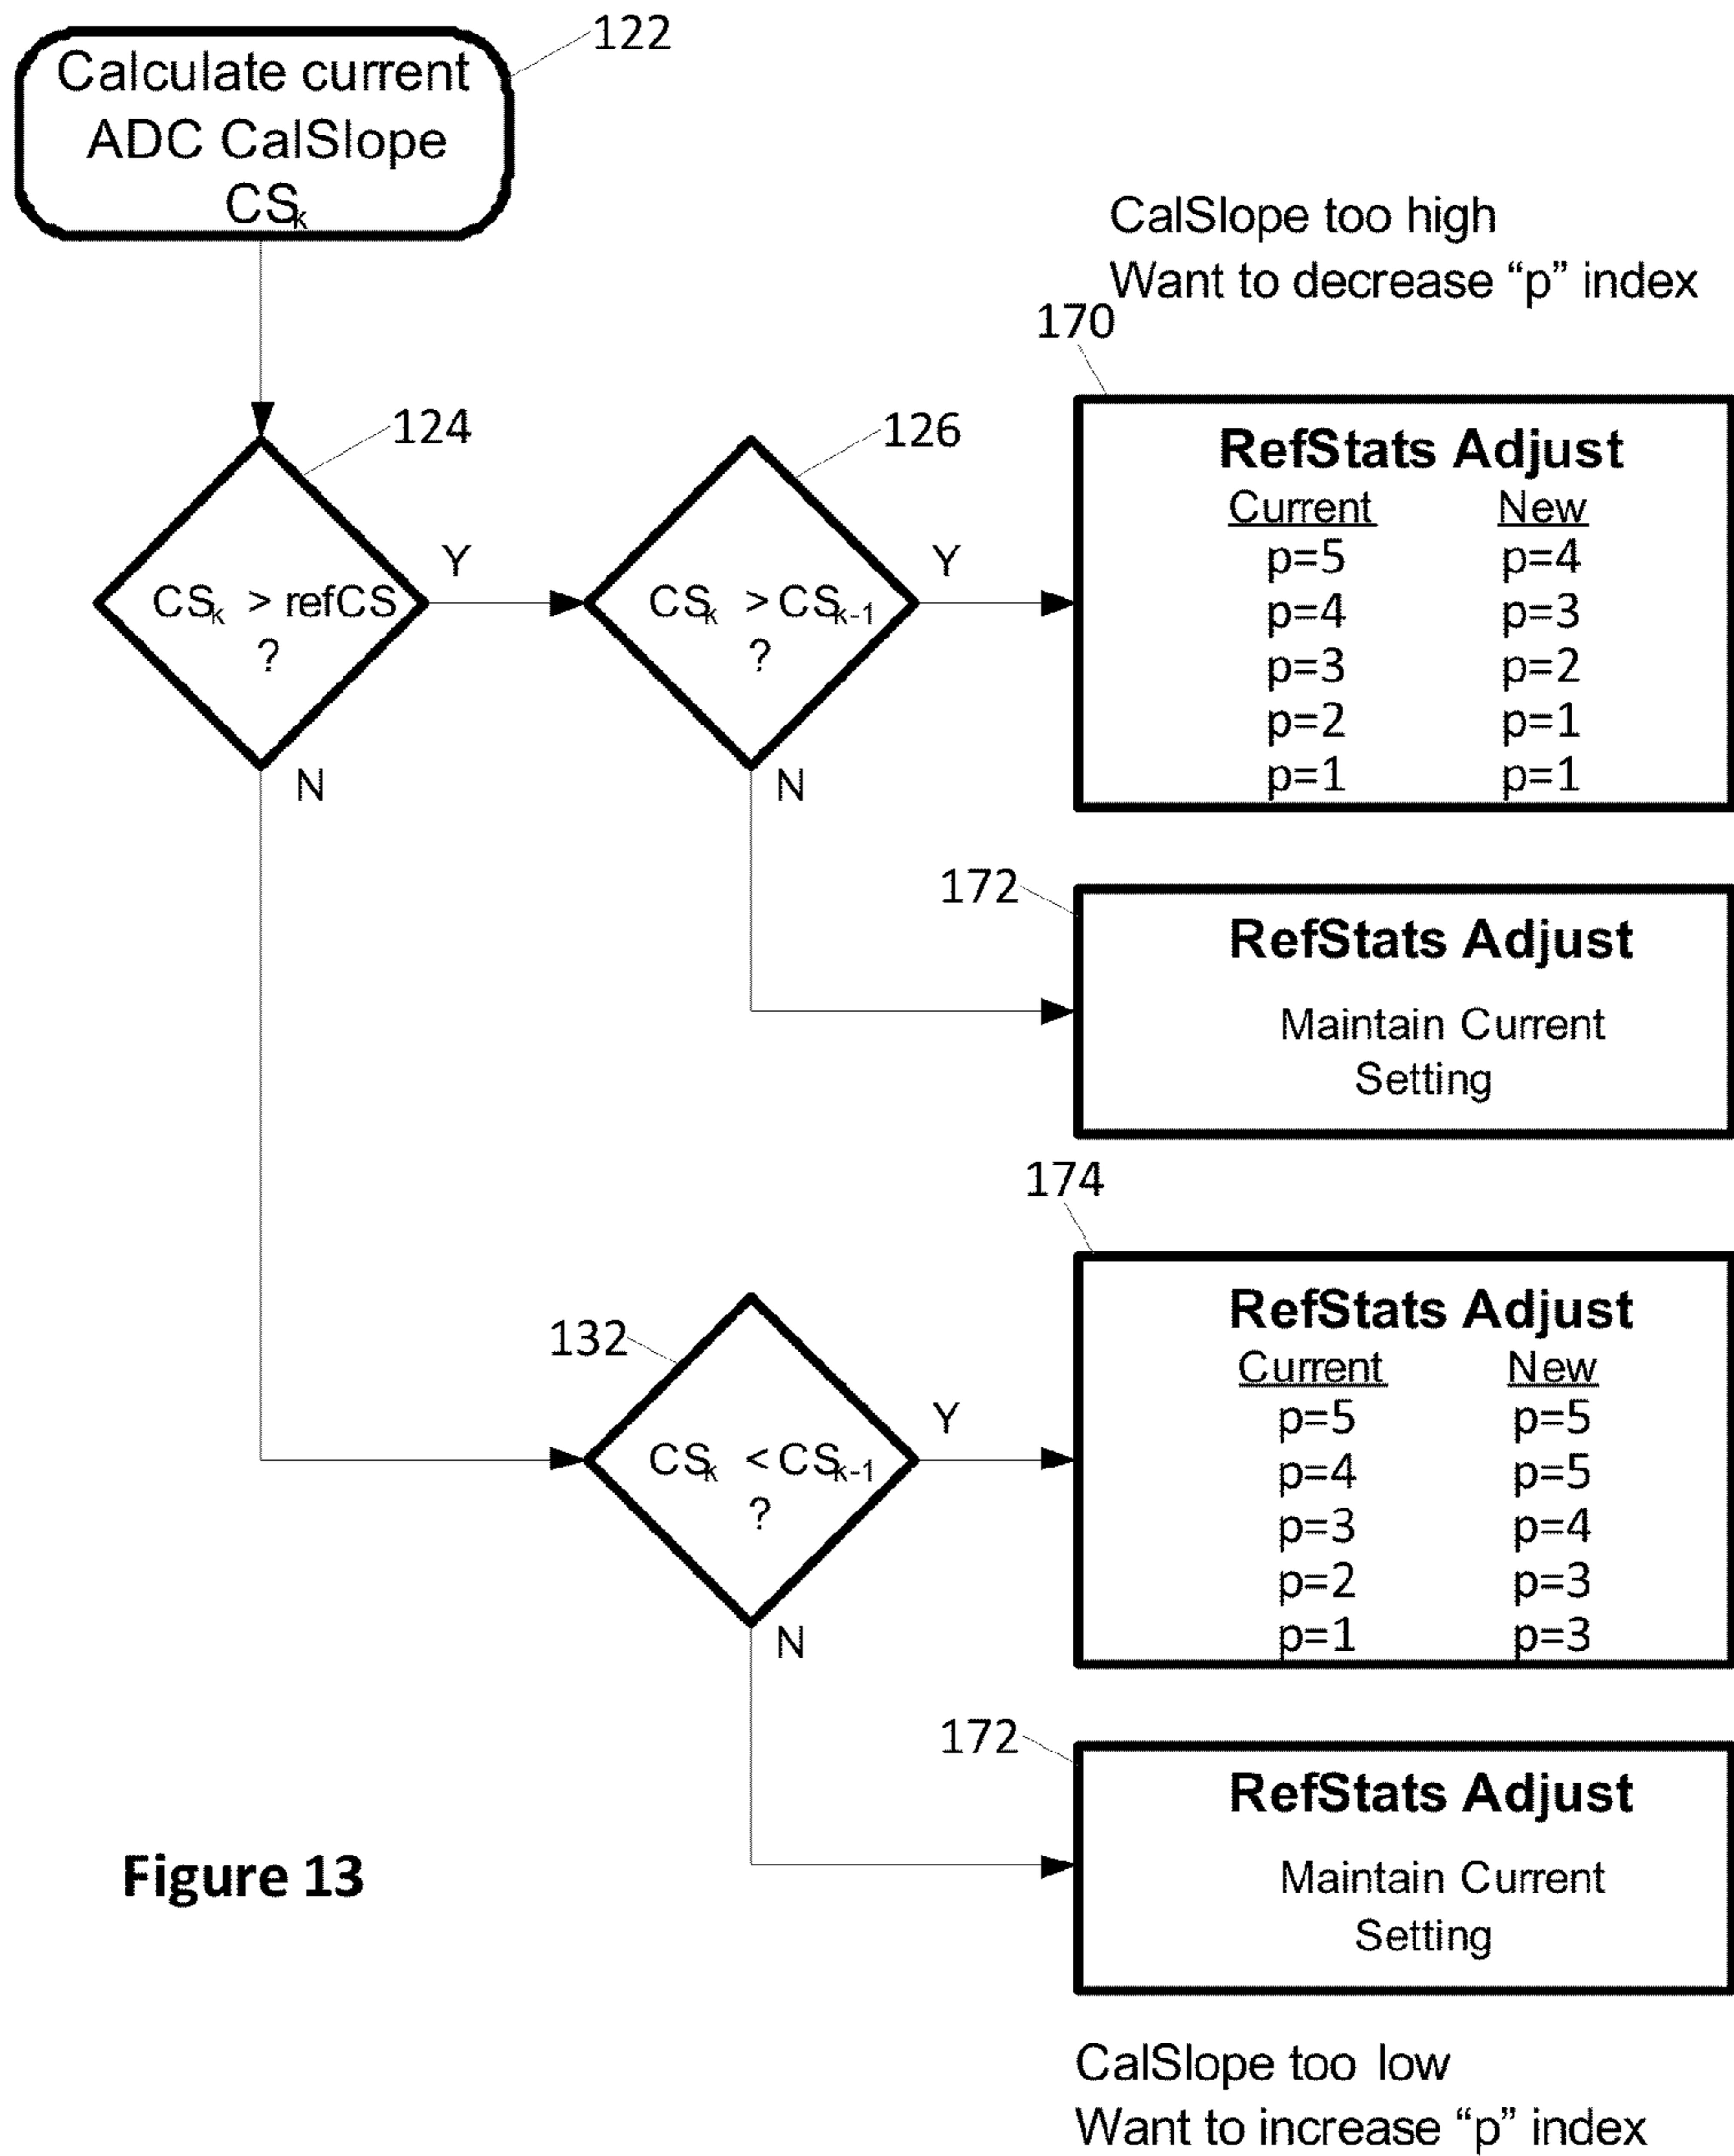 122
Calculate current
ADC CalSlope
CSk
CalSlope too high
Want to decrease “p” index
170
124
126
RefStats Adjust
Current New
p=5 p=4
p=4 p=3
p=3 p=2
p=2 p=1
p=1 p=1
CSk > refCS
?
Y
N
CSk > CSk-1
?
Y
N
172
RefStats Adjust
Maintain Current
Setting
174
132
RefStats Adjust
Current New
p=5 p=5
p=4 p=5
p=3 p=4
p=2 p=3
p=1 p=3
CSk < CSk-1
?
Y
N
172
RefStats Adjust
Maintain Current
Setting
Figure 13
CalSlope too low
Want to increase “p” index